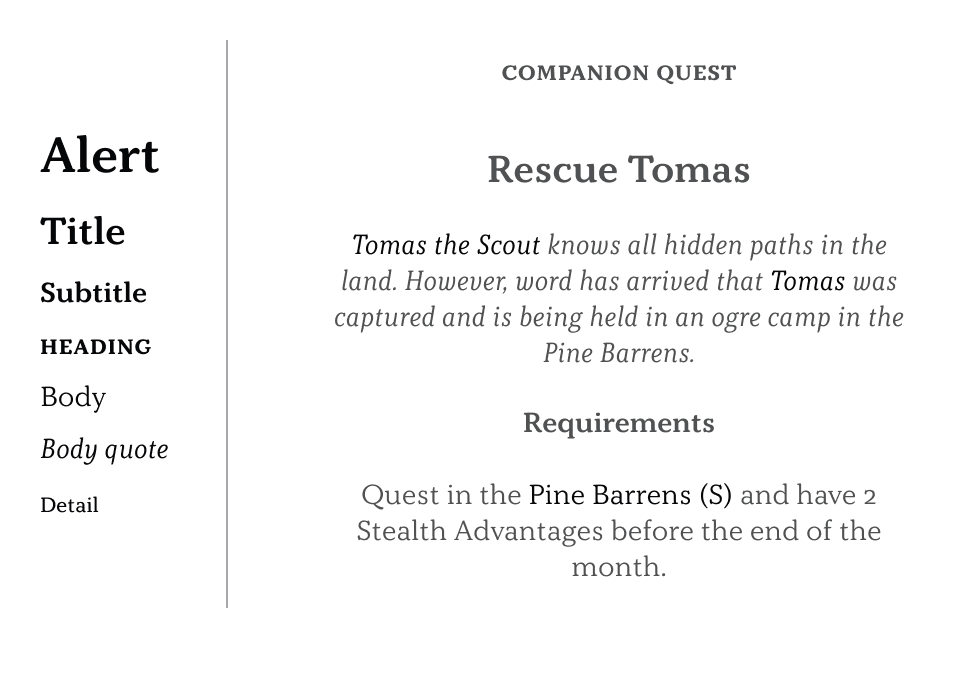 Alert
Title
Subtitle
HEADING
Body
Body quote
Detail
COMPANION QUEST
Rescue Tomas
Tomas the Scout knows all hidden paths in the
land. However, word has arrived that Tomas was
captured and is being held in an ogre camp in the
Pine Barrens.
Requirements
Quest in the Pine Barrens (S) and have 2
Stealth Advantages before the end of the
month.